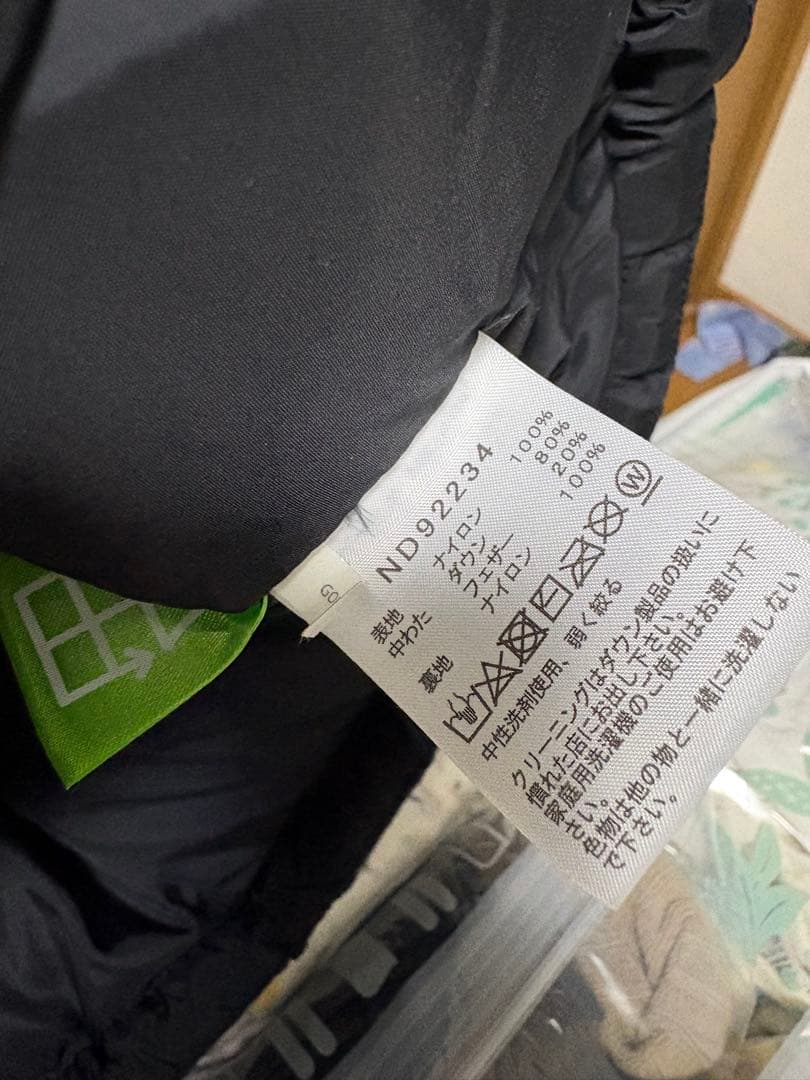 ND92234
表地 ナイロン 100%
中わた ダウン 80%
フェザー 20%
裏地 ナイロン 100%
W
中性洗剤使用、弱く絞る
クリーニングはダウン製品の扱いに
慣れた店にお出し下さい。
家庭用洗濯機のご使用はお避け下
さい。
色物は他の物と一緒に洗濯しない
で下さい。
GO